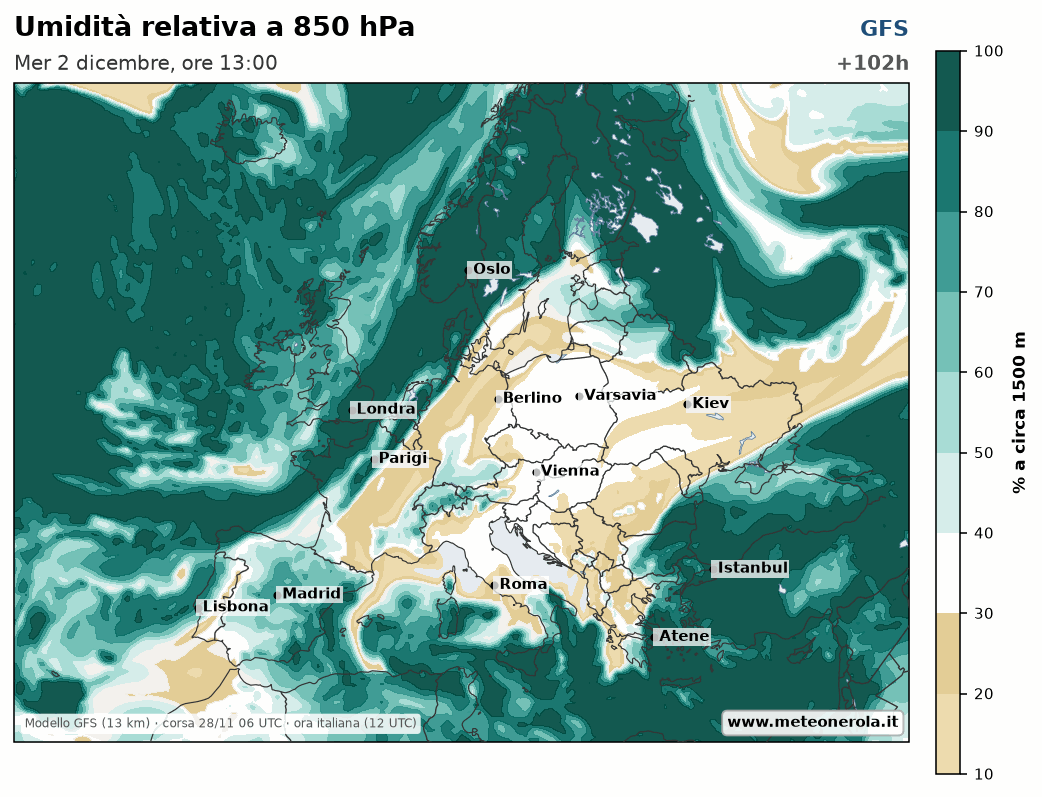 Umidità relativa a 850 hPa
GFS
Mer 2 dicembre, ore 13:00
+102h
100
90
80
70
60
50
40
30
20
10
% a circa 1500 m
Oslo
Londra
Berlino
Varsavia
Kiev
Parigi
Vienna
Istanbul
Madrid
Roma
Lisbona
Atene
Modello GFS (13 km) · corsa 28/11 06 UTC · ora italiana (12 UTC)
www.meteonerola.it